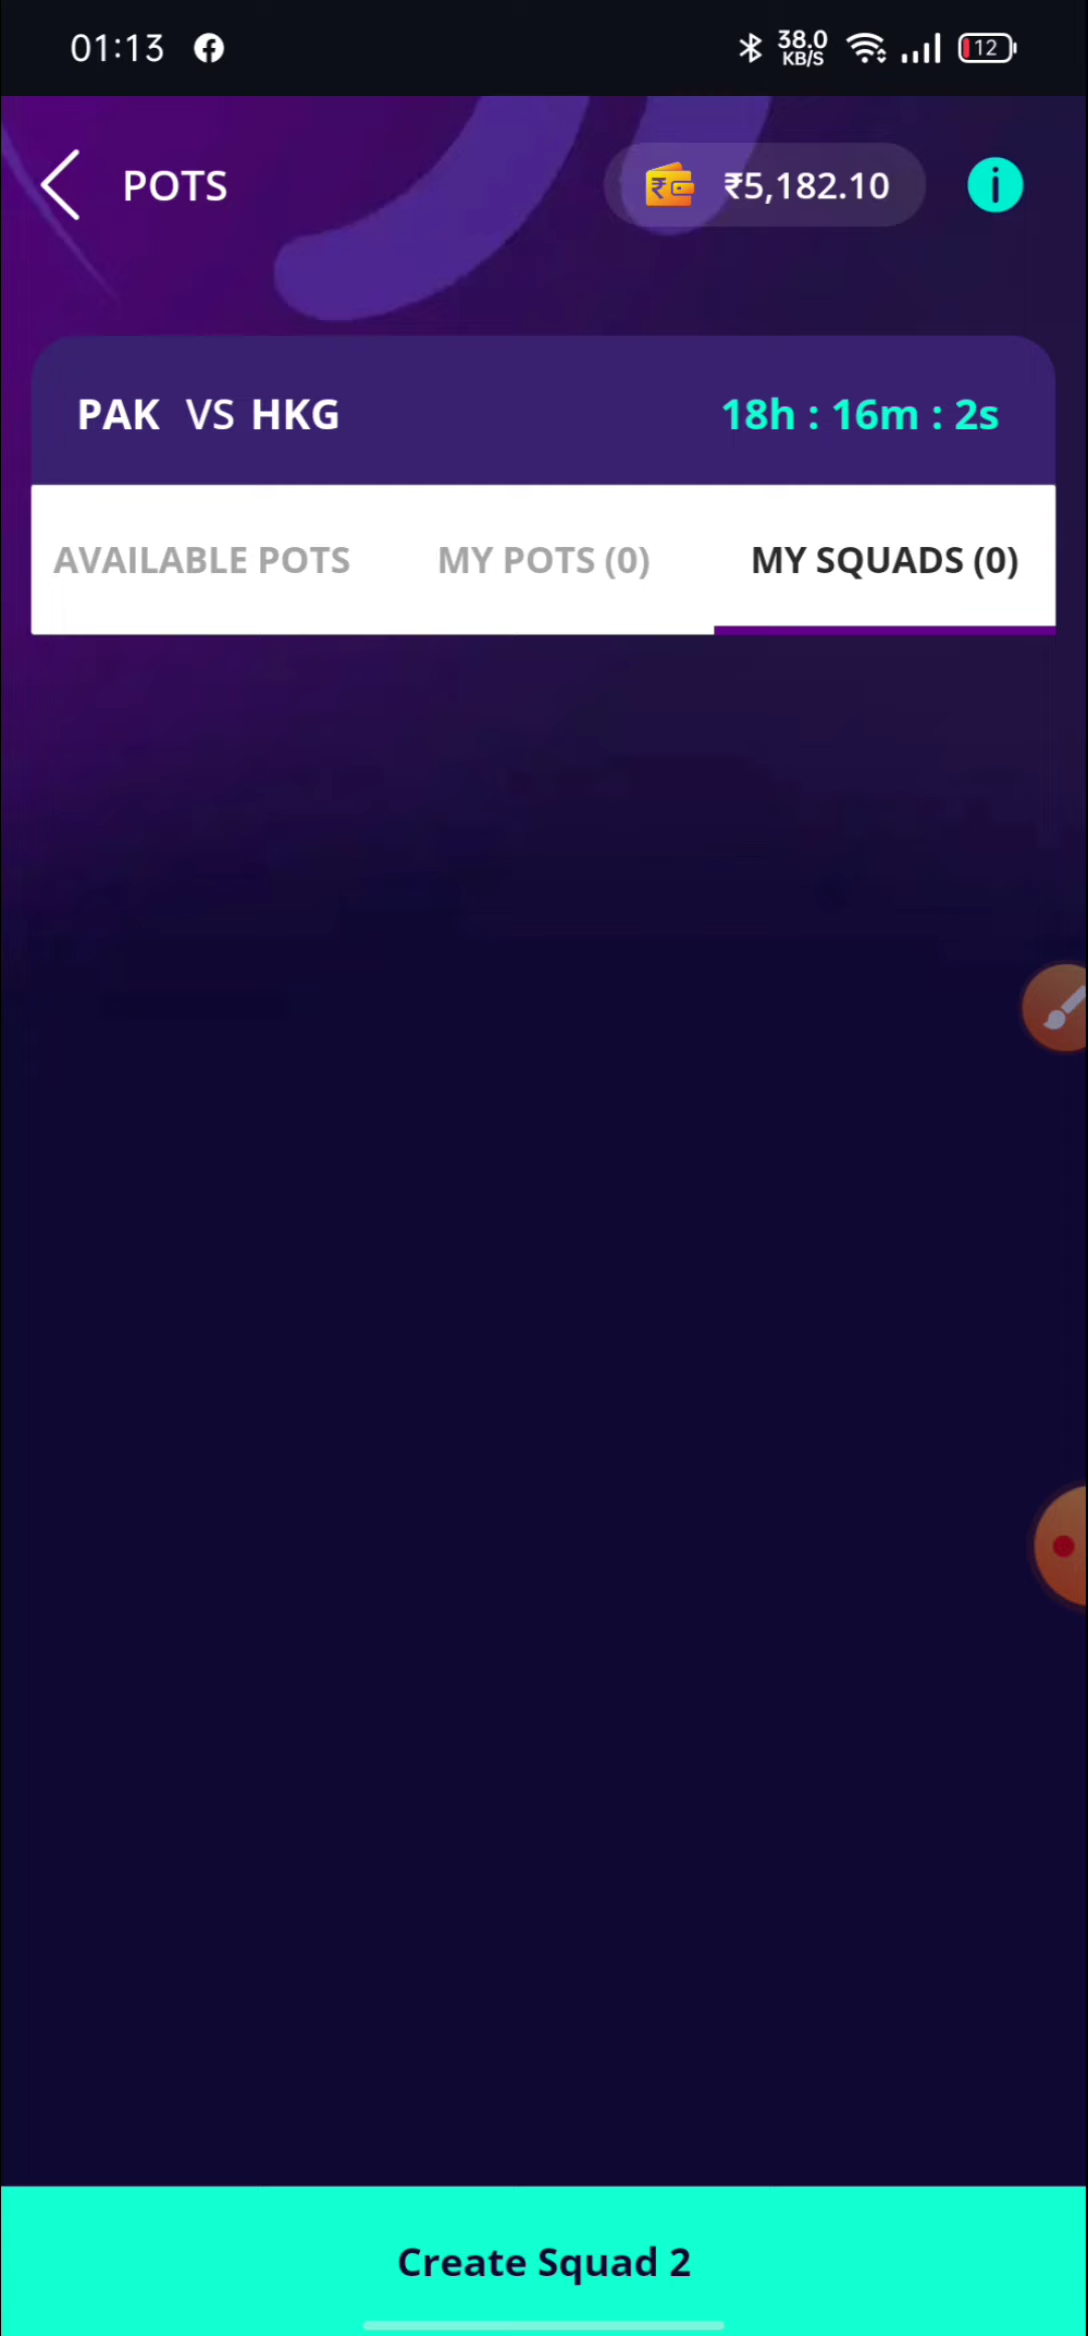 01:13 38.0 KB/S 12
POTS ₹5,182.10
PAK VS HKG 18h : 16m : 2s
AVAILABLE POTS MY POTS (0) MY SQUADS (0)
Create Squad 2